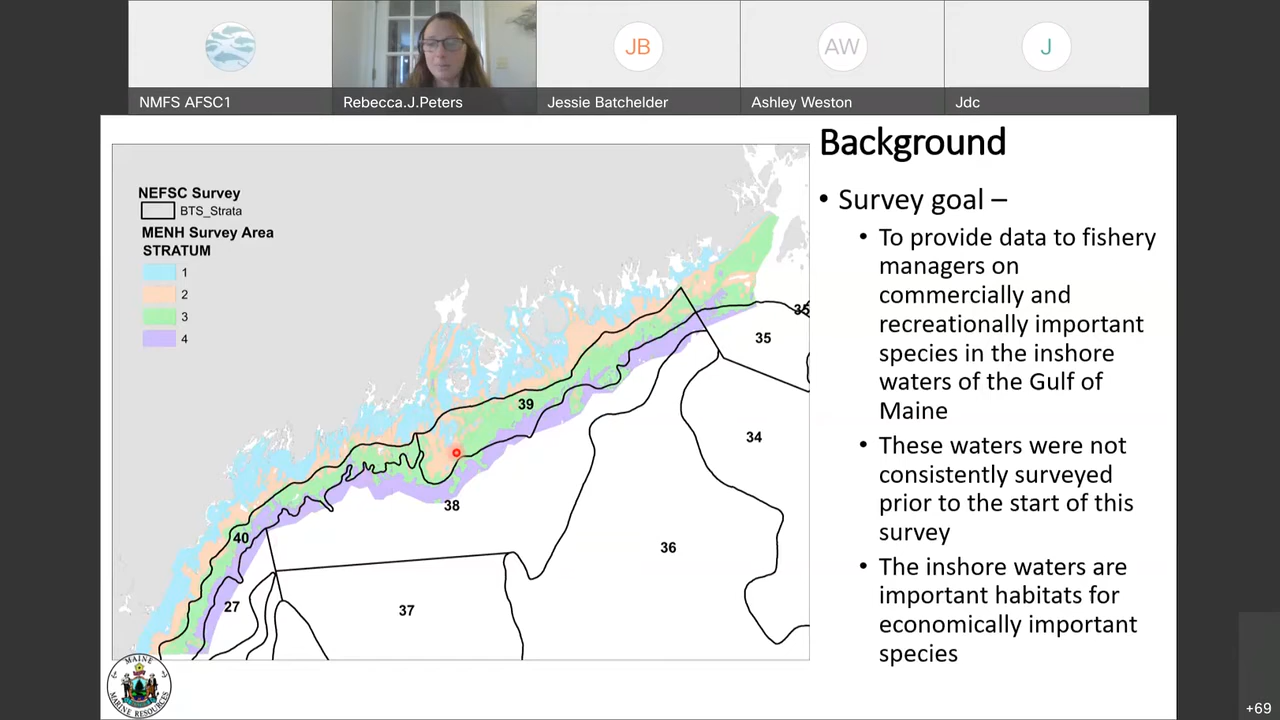 JB
AW
J
NMFS AFSC1
Rebecca.J.Peters
Jessie Batchelder
Ashley Weston
Jdc
Background
• Survey goal –
• To provide data to fishery
managers on
commercially and
recreationally important
species in the inshore
waters of the Gulf of
Maine
• These waters were not
consistently surveyed
prior to the start of this
survey
• The inshore waters are
important habitats for
economically important
species
NEFSC Survey
BTS_Strata
MENH Survey Area
STRATUM
1
2
3
4
35
35
39
34
38
40
36
27
37
MAINE
MARINE RESOURCES
+69